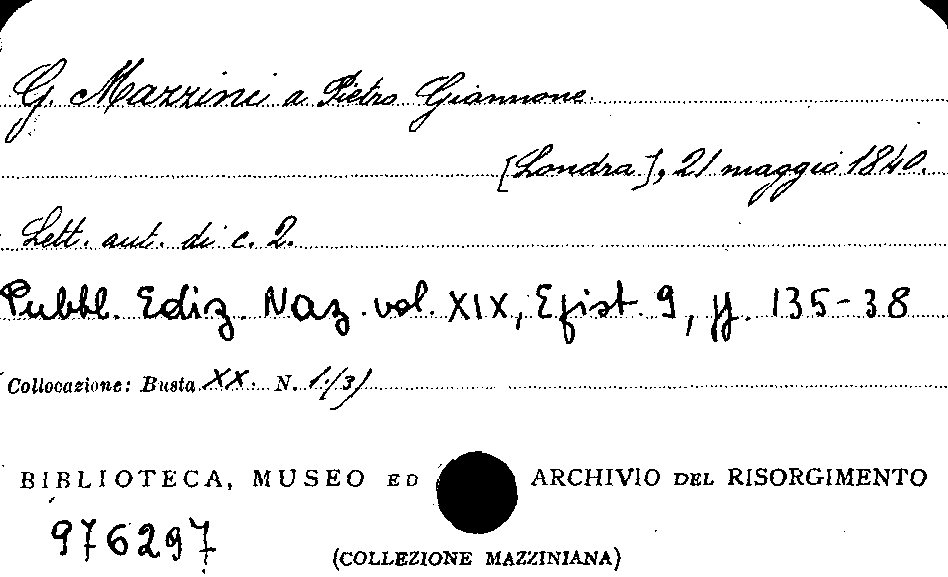 G. Mazzini a Pietro Giannone.
[Londra], 21 maggio 1840.
Lett. aut. di c. 2.
Pubbl. Ediz. Naz. vol. XIX, Epist. 9, pp. 135-38
Collocazione: Busta XX. N. 1.(3)
BIBLIOTECA, MUSEO ED ARCHIVIO DEL RISORGIMENTO
976297
(COLLEZIONE MAZZINIANA)